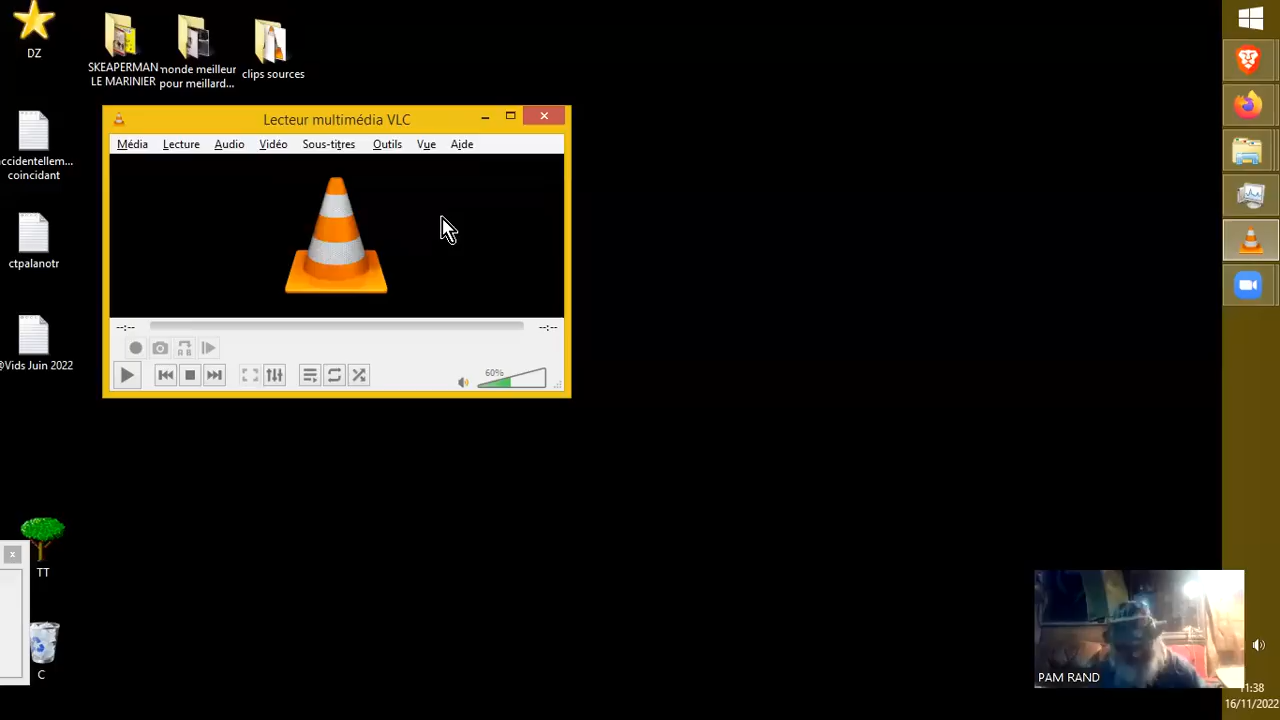 DZ
SKEAPERMAN
LE MARINIER
monde meilleur
pour meillard...
clips sources
ccidentellem...
coincidant
ctpalanotr
@Vids Juin 2022
Lecteur multimédia VLC
Média Lecture Audio Vidéo Sous-titres Outils Vue Aide
--:-- --:--
60%
TT
x
C
PAM RAND
11:38
16/11/2022